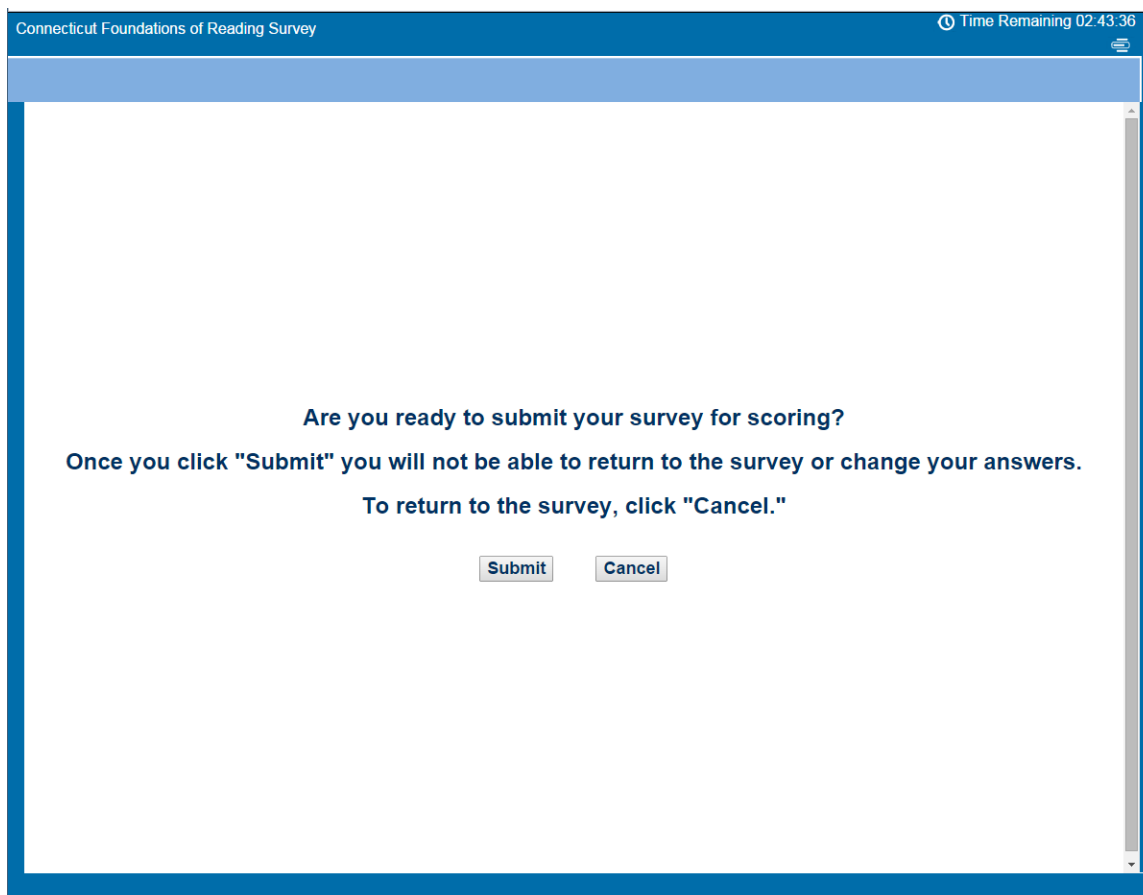 Connecticut Foundations of Reading Survey
Time Remaining 02:43:36
Are you ready to submit your survey for scoring?
Once you click "Submit" you will not be able to return to the survey or change your answers.
To return to the survey, click "Cancel."
Submit Cancel